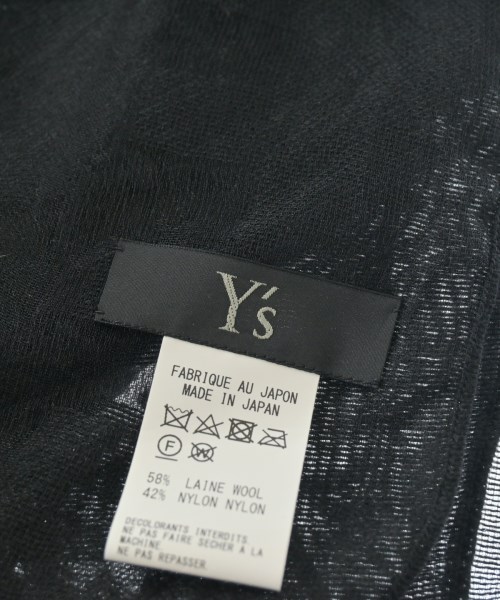 Y's
FABRIQUE AU JAPON
MADE IN JAPAN
F W
58% LAINE WOOL
42% NYLON NYLON
DECOLORANTS INTERDITS
NE PAS FAIRE SECHER A LA
MACHINE
NE PAS REPASSER